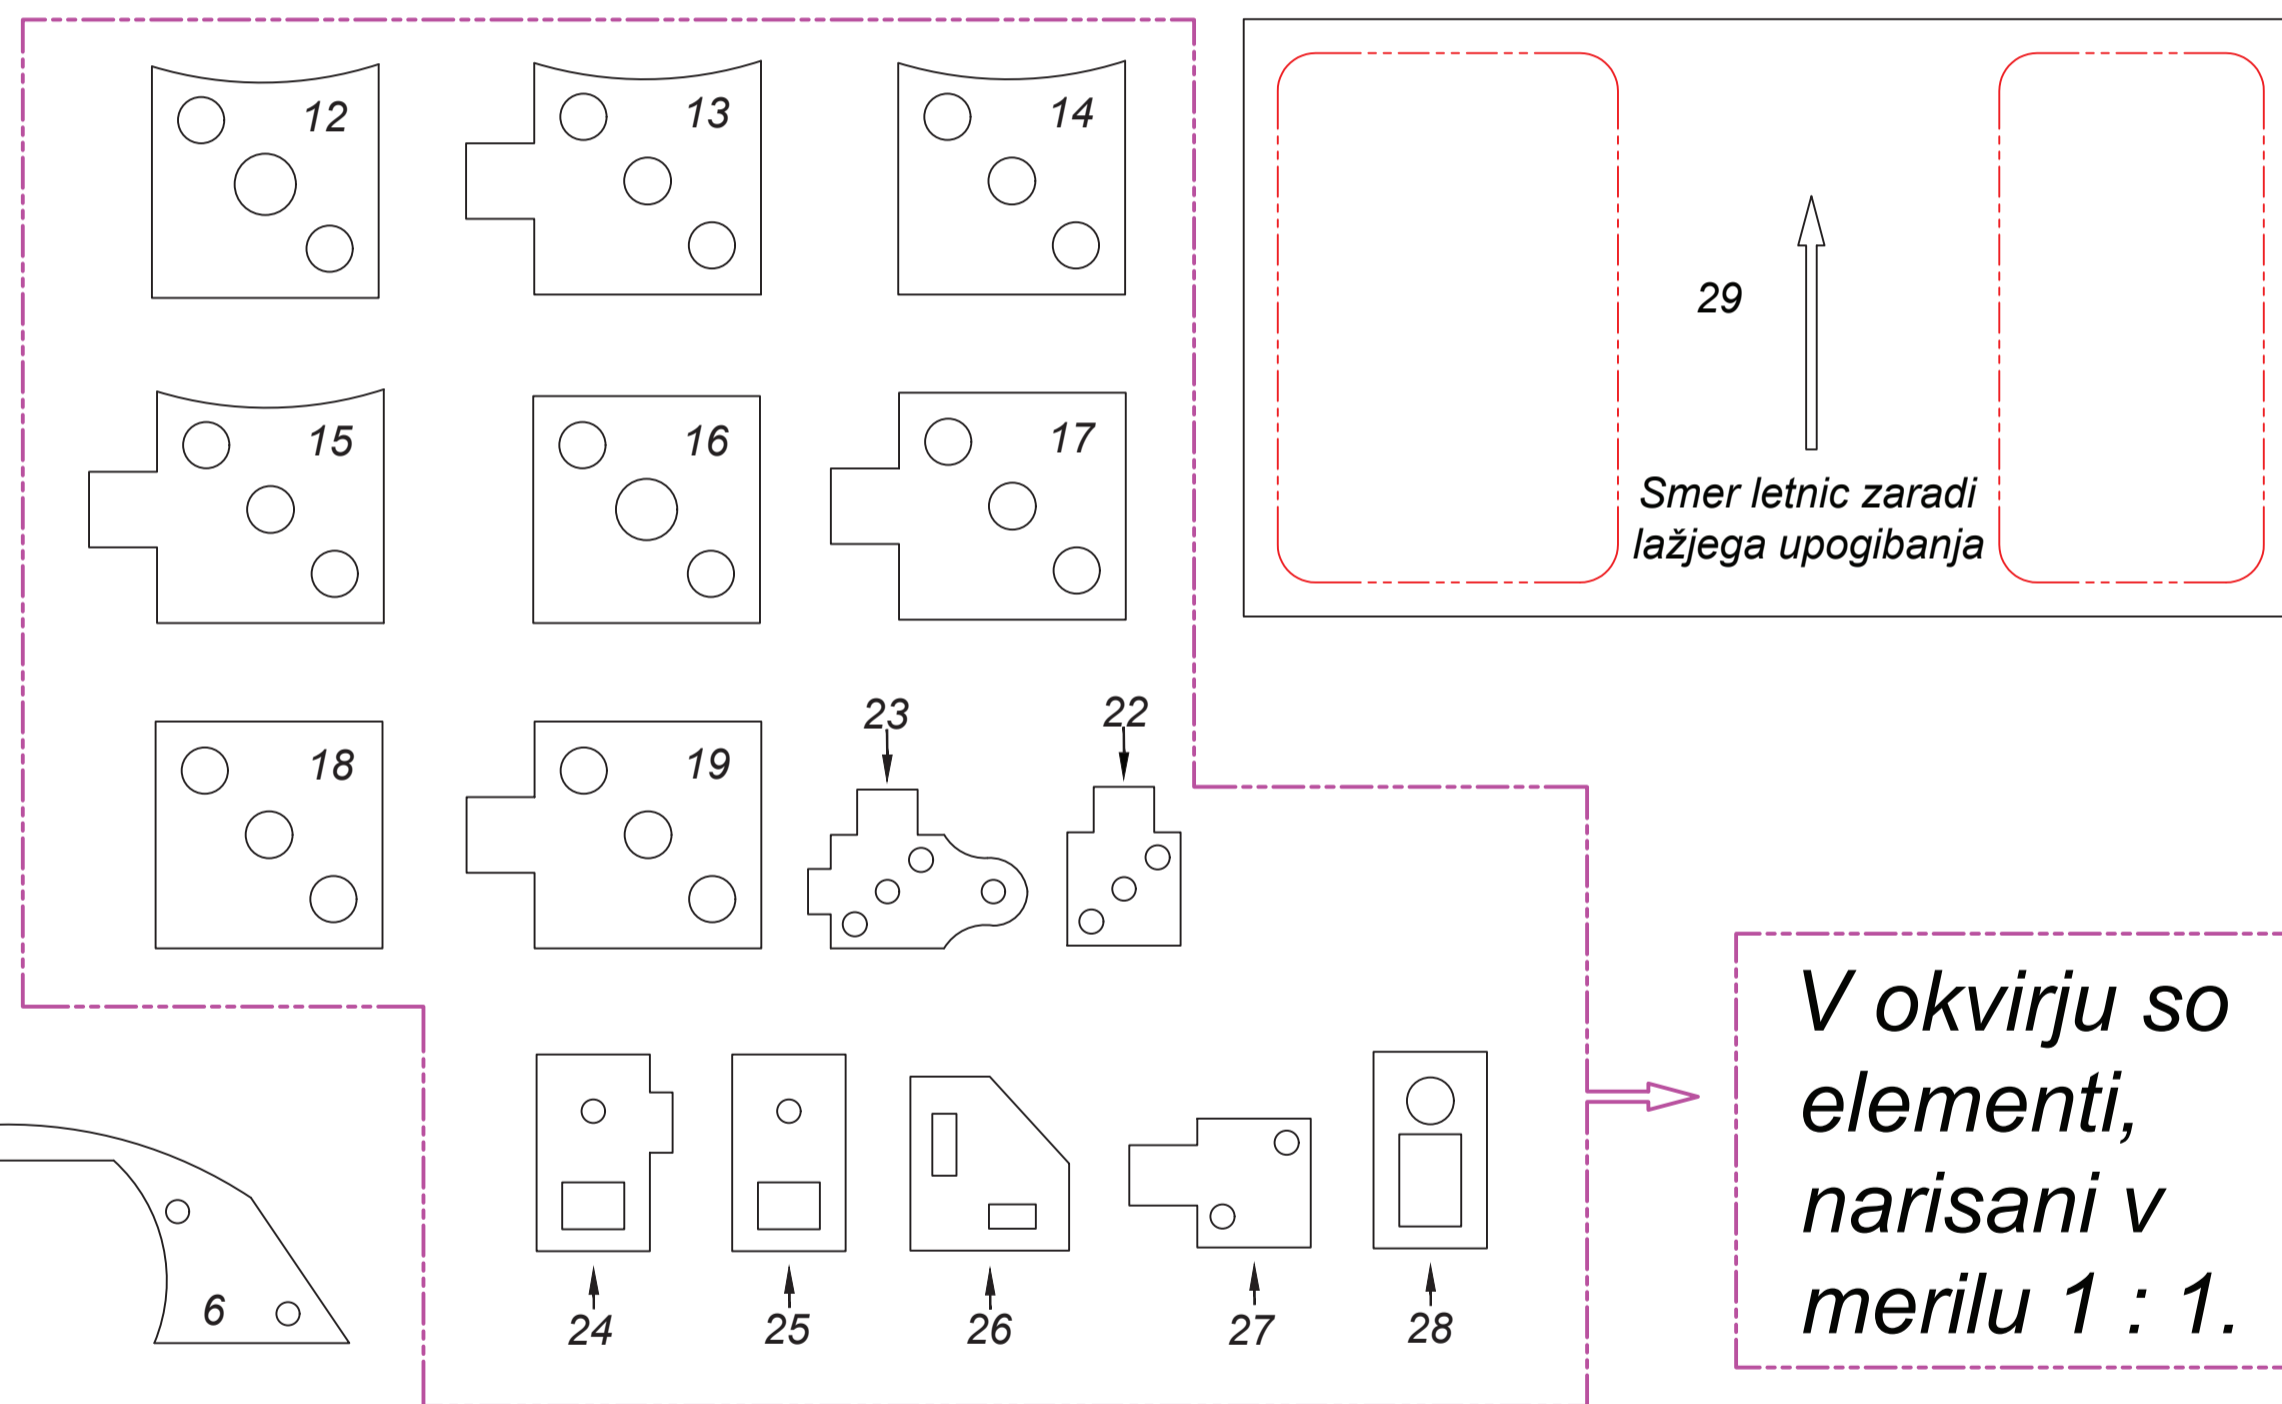 12
13
14
15
16
17
18
19
23
22
24
25
26
27
28
6
29
Smer letnic zaradi
lažjega upogibanja
V okvirju so
elementi,
narisani v
merilu 1 : 1.